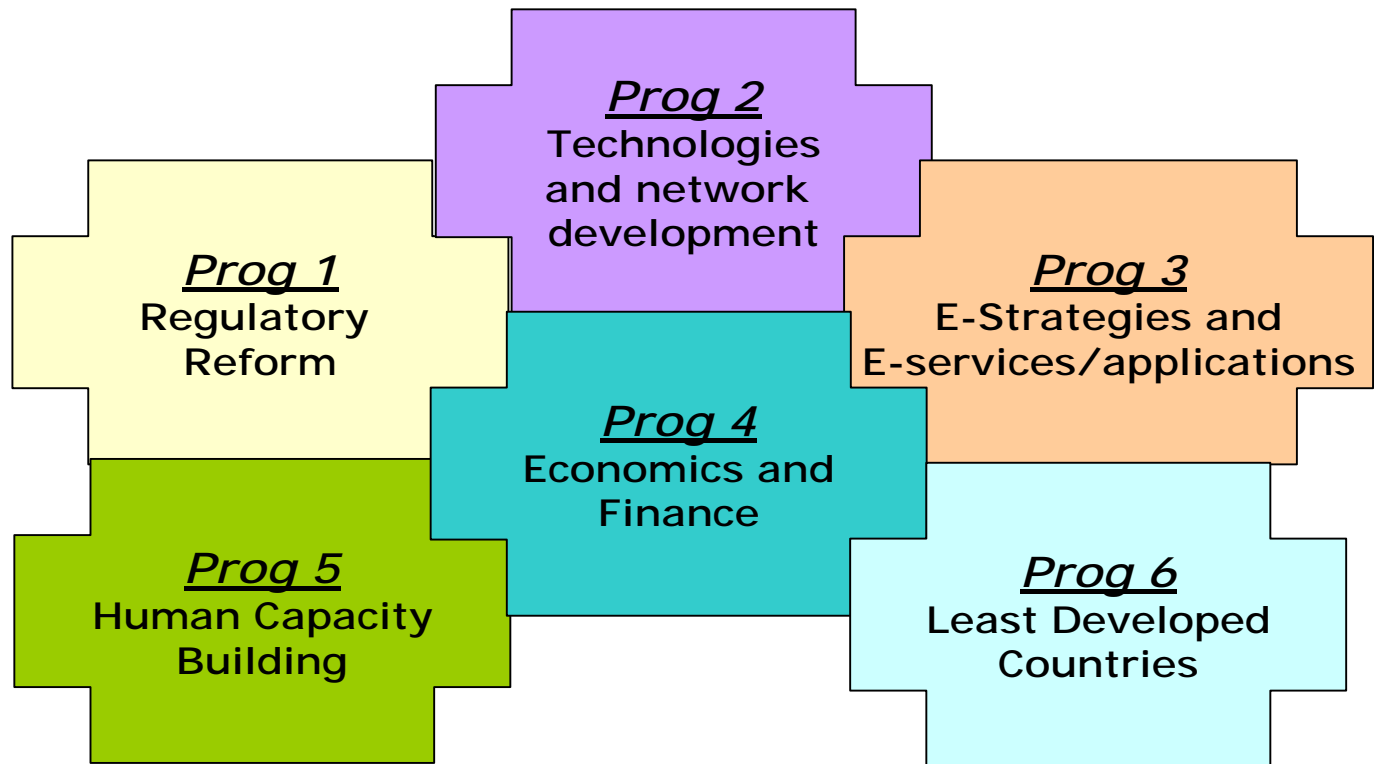 Prog 1
Regulatory
Reform
Prog 2
Technologies
and network
development
Prog 3
E-Strategies and
E-services/applications
Prog 4
Economics and
Finance
Prog 5
Human Capacity
Building
Prog 6
Least Developed
Countries